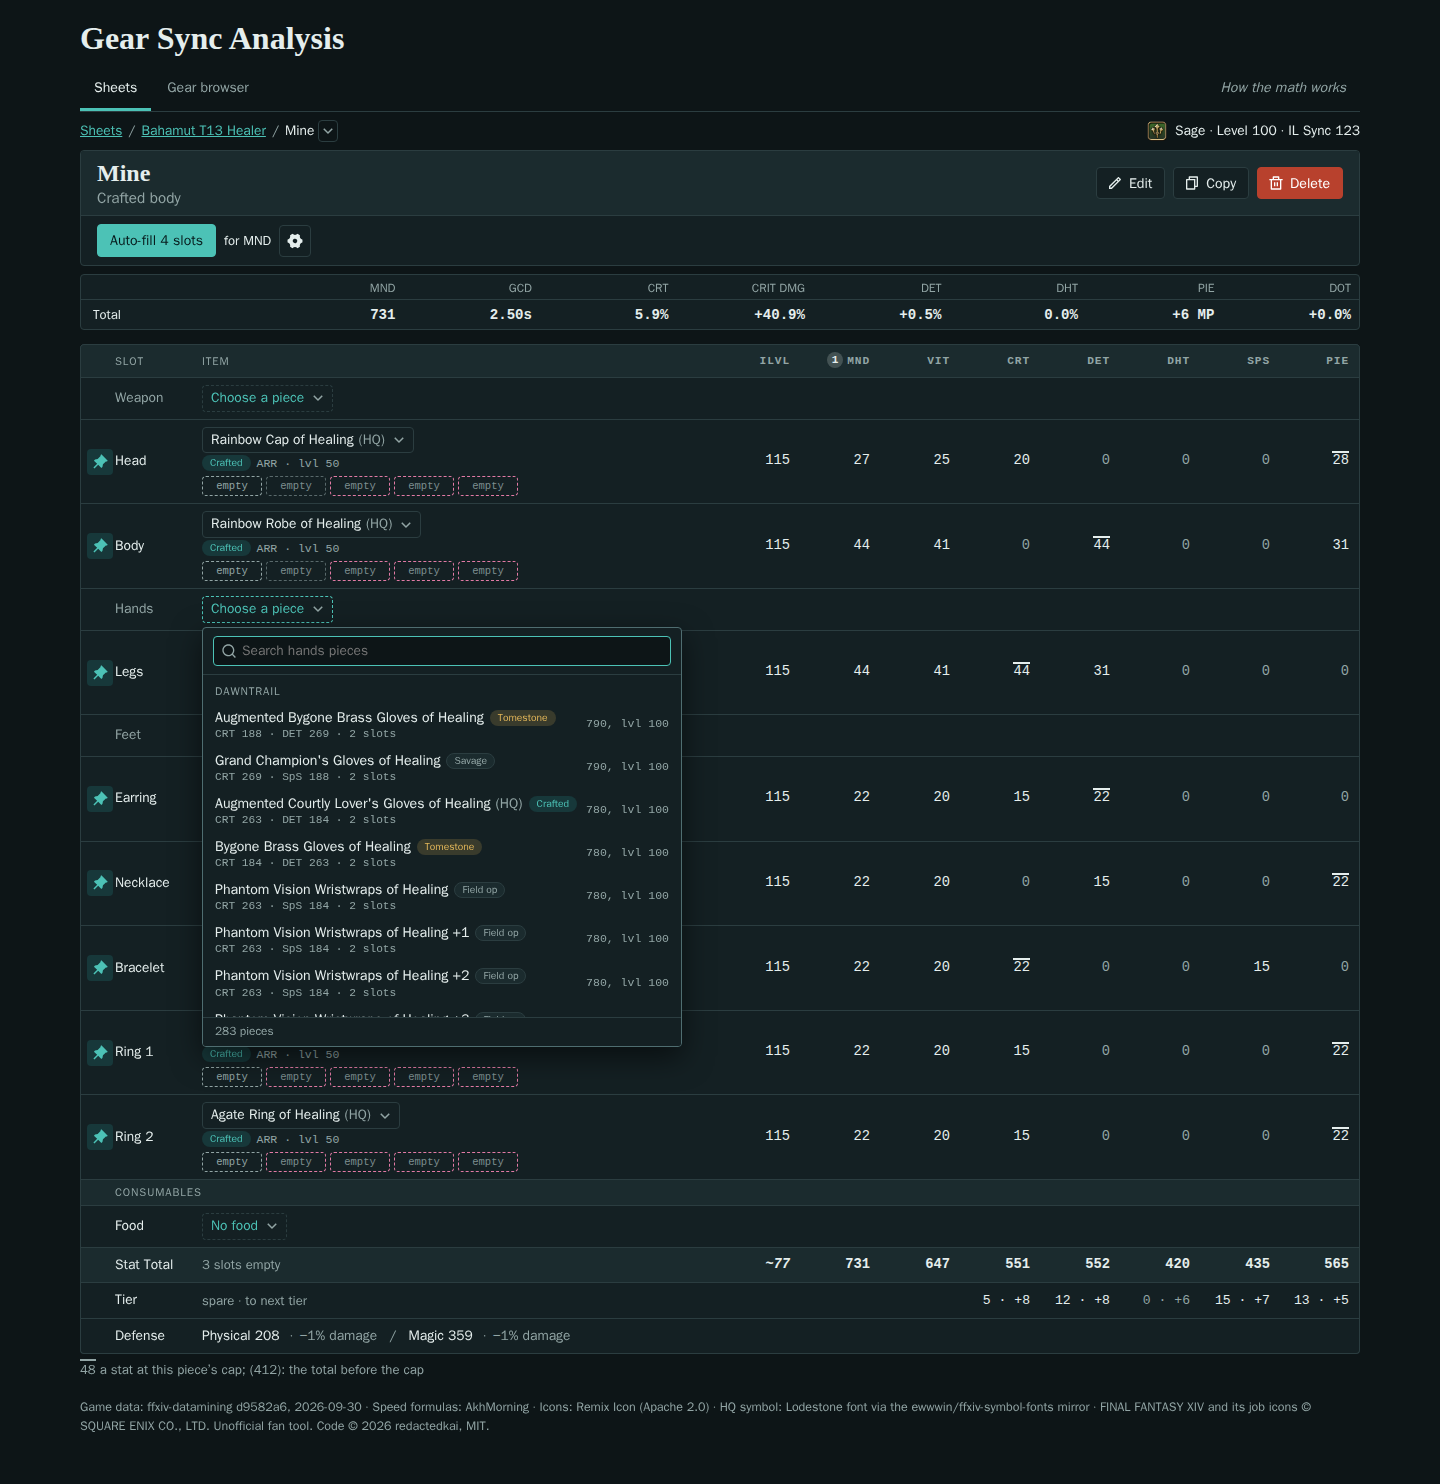 Gear Sync Analysis
Sheets Gear browser How the math works
Sheets / Bahamut T13 Healer / Mine Sage · Level 100 · IL Sync 123
Mine
Crafted body
Edit Copy Delete
Auto-fill 4 slots for MND
MND GCD CRT CRIT DMG DET DHT PIE DOT
Total 731 2.50s 5.9% +40.9% +0.5% 0.0% +6 MP +0.0%
SLOT ITEM ILVL 1 MND VIT CRT DET DHT SPS PIE
Weapon Choose a piece
Rainbow Cap of Healing (HQ)
Head 115 27 25 20 0 0 0 28
Crafted ARR · lvl 50
empty empty empty empty empty
Rainbow Robe of Healing (HQ)
Body 115 44 41 0 44 0 0 31
Crafted ARR · lvl 50
empty empty empty empty empty
Hands Choose a piece
Search hands pieces
Legs 115 44 41 44 31 0 0 0
DAWNTRAIL
Augmented Bygone Brass Gloves of Healing Tomestone 790, lvl 100
CRT 188 · DET 269 · 2 slots
Feet
Grand Champion's Gloves of Healing Savage 790, lvl 100
CRT 269 · SpS 188 · 2 slots
Earring 115 22 20 15 22 0 0 0
Augmented Courtly Lover's Gloves of Healing (HQ) Crafted 780, lvl 100
CRT 263 · DET 184 · 2 slots
Bygone Brass Gloves of Healing Tomestone 780, lvl 100
CRT 184 · DET 263 · 2 slots
Necklace 115 22 20 0 15 0 0 22
Phantom Vision Wristwraps of Healing Field op 780, lvl 100
CRT 263 · SpS 184 · 2 slots
Phantom Vision Wristwraps of Healing +1 Field op 780, lvl 100
CRT 263 · SpS 184 · 2 slots
Bracelet 115 22 20 22 0 0 15 0
Phantom Vision Wristwraps of Healing +2 Field op 780, lvl 100
CRT 263 · SpS 184 · 2 slots
283 pieces
Ring 1 115 22 20 15 0 0 0 22
Crafted ARR · lvl 50
empty empty empty empty empty
Agate Ring of Healing (HQ)
Ring 2 115 22 20 15 0 0 0 22
Crafted ARR · lvl 50
empty empty empty empty empty
CONSUMABLES
Food No food
Stat Total 3 slots empty ~77 731 647 551 552 420 435 565
Tier spare · to next tier 5 · +8 12 · +8 0 · +6 15 · +7 13 · +5
Defense Physical 208 · −1% damage / Magic 359 · −1% damage
48 a stat at this piece's cap; (412): the total before the cap
Game data: ffxiv-datamining d9582a6, 2026-09-30 · Speed formulas: AkhMorning · Icons: Remix Icon (Apache 2.0) · HQ symbol: Lodestone font via the ewwwin/ffxiv-symbol-fonts mirror · FINAL FANTASY XIV and its job icons ©
SQUARE ENIX CO., LTD. Unofficial fan tool. Code © 2026 redactedkai, MIT.